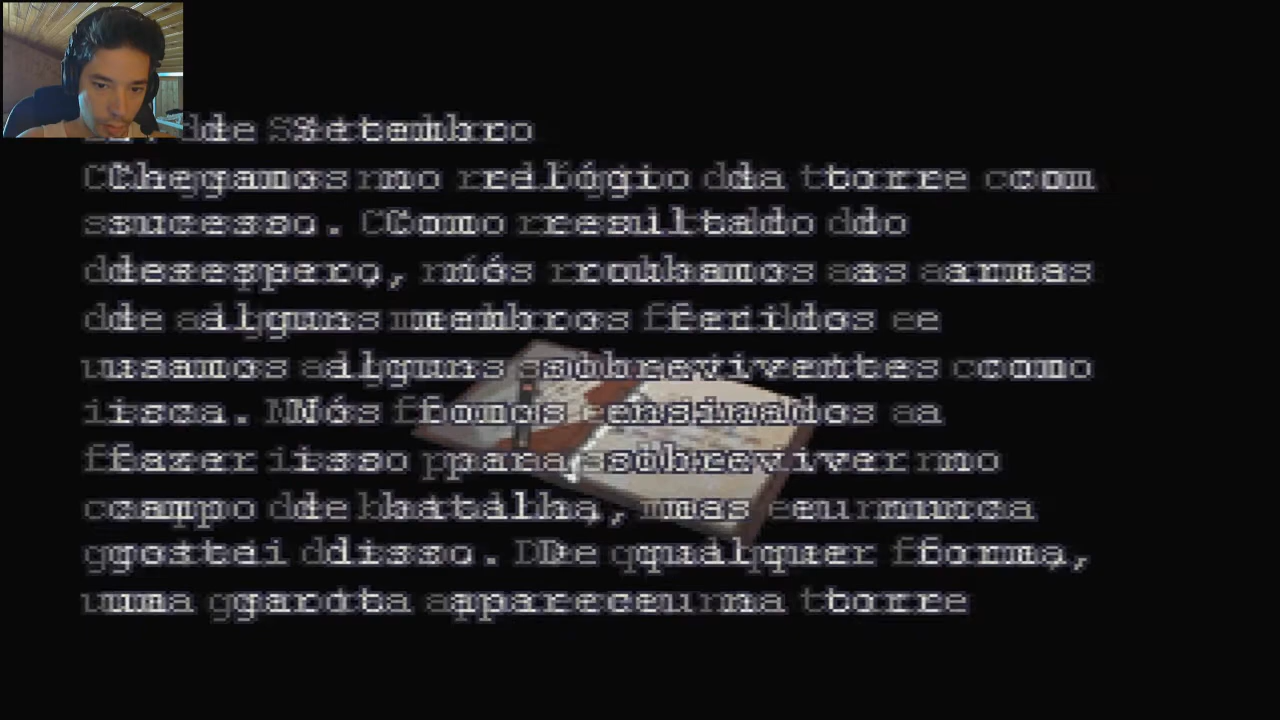 de Setembro
Chegamos no relógio da torre com
sucesso. Como resultado do
desespero, nós roubamos as armas
de alguns membros feridos e
usamos alguns sobreviventes como
isca. Nós fomos ensinados a
fazer isso para sobreviver no
campo de batalha, mas eu nunca
gostei disso. De qualquer forma,
uma garota apareceu na torre